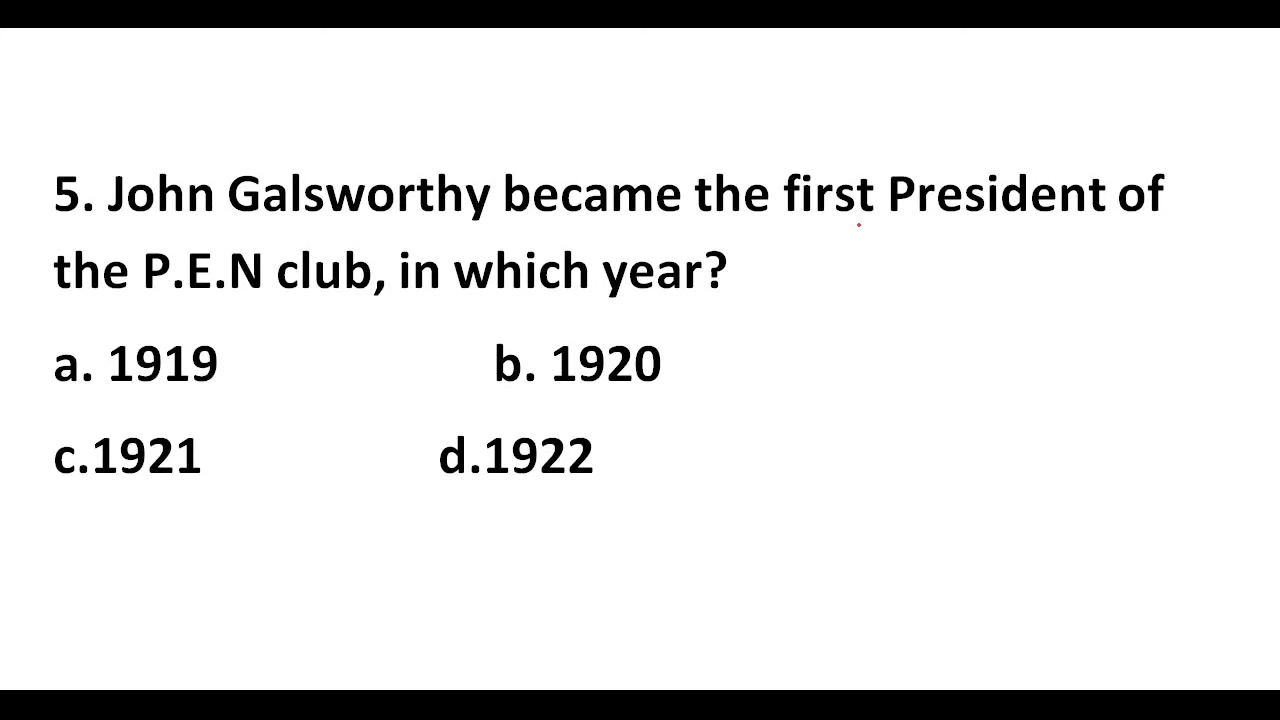 5. John Galsworthy became the first President of
the P.E.N club, in which year?
a. 1919 b. 1920
c.1921 d.1922